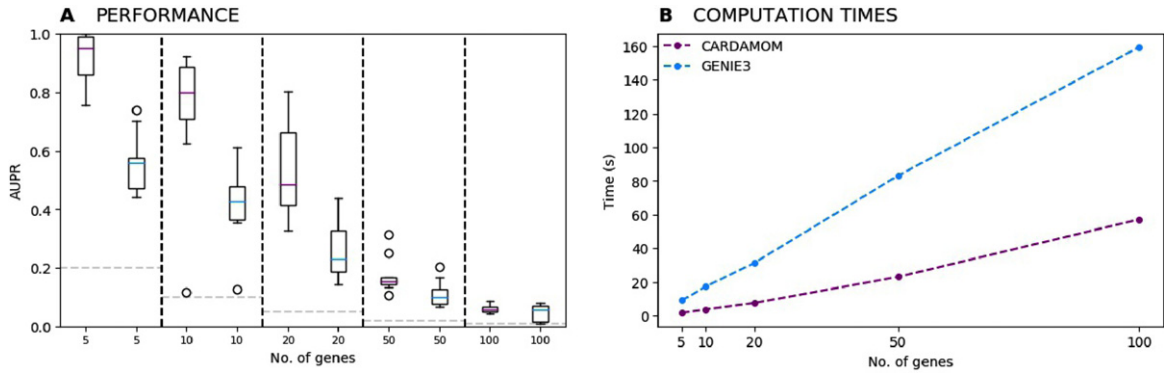 A PERFORMANCE
1.0
0.8
0.6
0.4
0.2
0.0
AUPR
5 5 10 10 20 20 50 50 100 100
No. of genes
B COMPUTATION TIMES
CARDAMOM
GENIE3
160
140
120
100
80
60
40
20
0
Time (s)
5 10 20 50 100
No. of genes